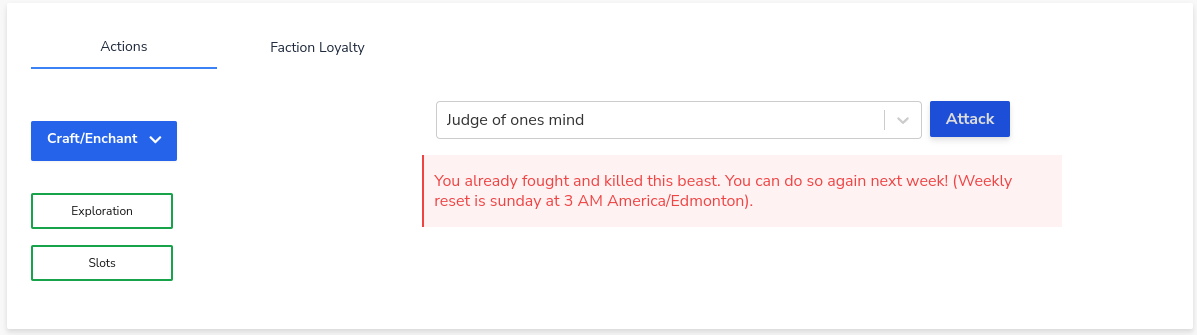 Actions
Faction Loyalty
Craft/Enchant
Judge of ones mind
Attack
You already fought and killed this beast. You can do so again next week! (Weekly
reset is sunday at 3 AM America/Edmonton).
Exploration
Slots